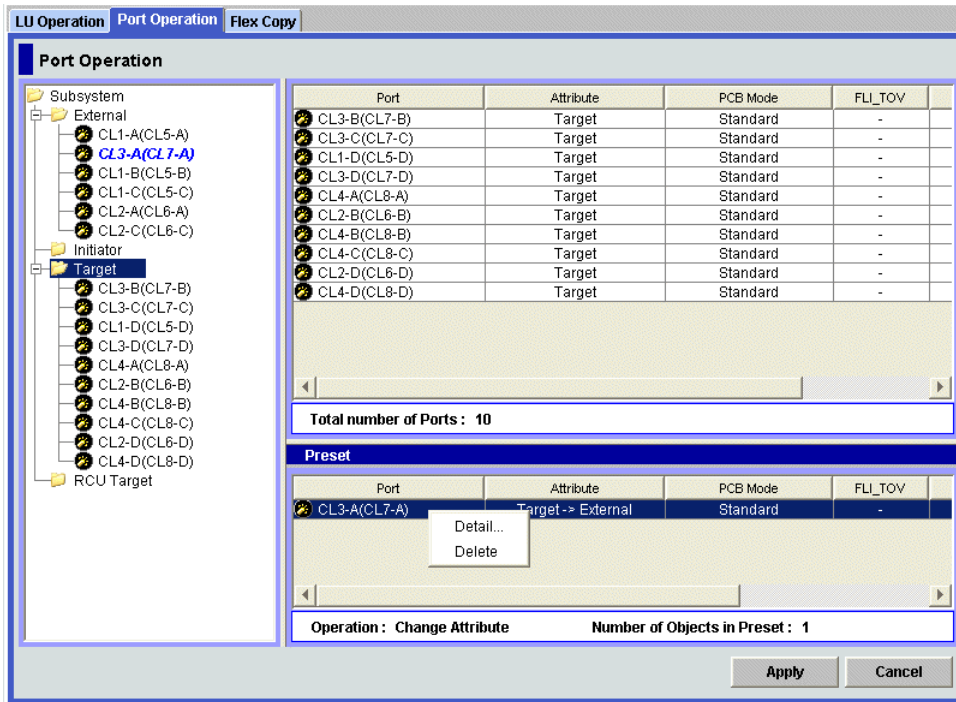 LU Operation Port Operation Flex Copy
Port Operation
Subsystem
External
CL1-A(CL5-A)
CL3-A(CL7-A)
CL1-B(CL5-B)
CL1-C(CL5-C)
CL2-A(CL6-A)
CL2-C(CL6-C)
Initiator
Target
CL3-B(CL7-B)
CL3-C(CL7-C)
CL1-D(CL5-D)
CL3-D(CL7-D)
CL4-A(CL8-A)
CL2-B(CL6-B)
CL4-B(CL8-B)
CL4-C(CL8-C)
CL2-D(CL6-D)
CL4-D(CL8-D)
RCU Target
Port Attribute PCB Mode FLI_TOV
CL3-B(CL7-B) Target Standard -
CL3-C(CL7-C) Target Standard -
CL1-D(CL5-D) Target Standard -
CL3-D(CL7-D) Target Standard -
CL4-A(CL8-A) Target Standard -
CL2-B(CL6-B) Target Standard -
CL4-B(CL8-B) Target Standard -
CL4-C(CL8-C) Target Standard -
CL2-D(CL6-D) Target Standard -
CL4-D(CL8-D) Target Standard -
Total number of Ports : 10
Preset
Port Attribute PCB Mode FLI_TOV
CL3-A(CL7-A) Target -> External Standard -
Detail...
Delete
Operation : Change Attribute Number of Objects in Preset : 1
Apply Cancel